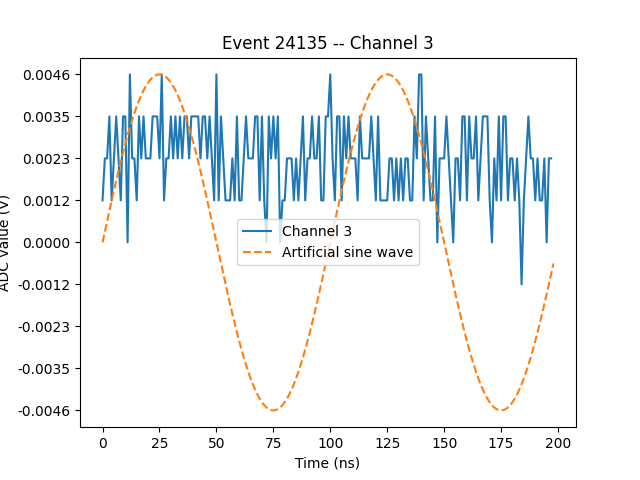 Event 24135 -- Channel 3
0.0046
0.0035
0.0023
0.0012
0.0000
-0.0012
-0.0023
-0.0035
-0.0046
ADC Value (V)
Channel 3
Artificial sine wave
0 25 50 75 100 125 150 175 200
Time (ns)